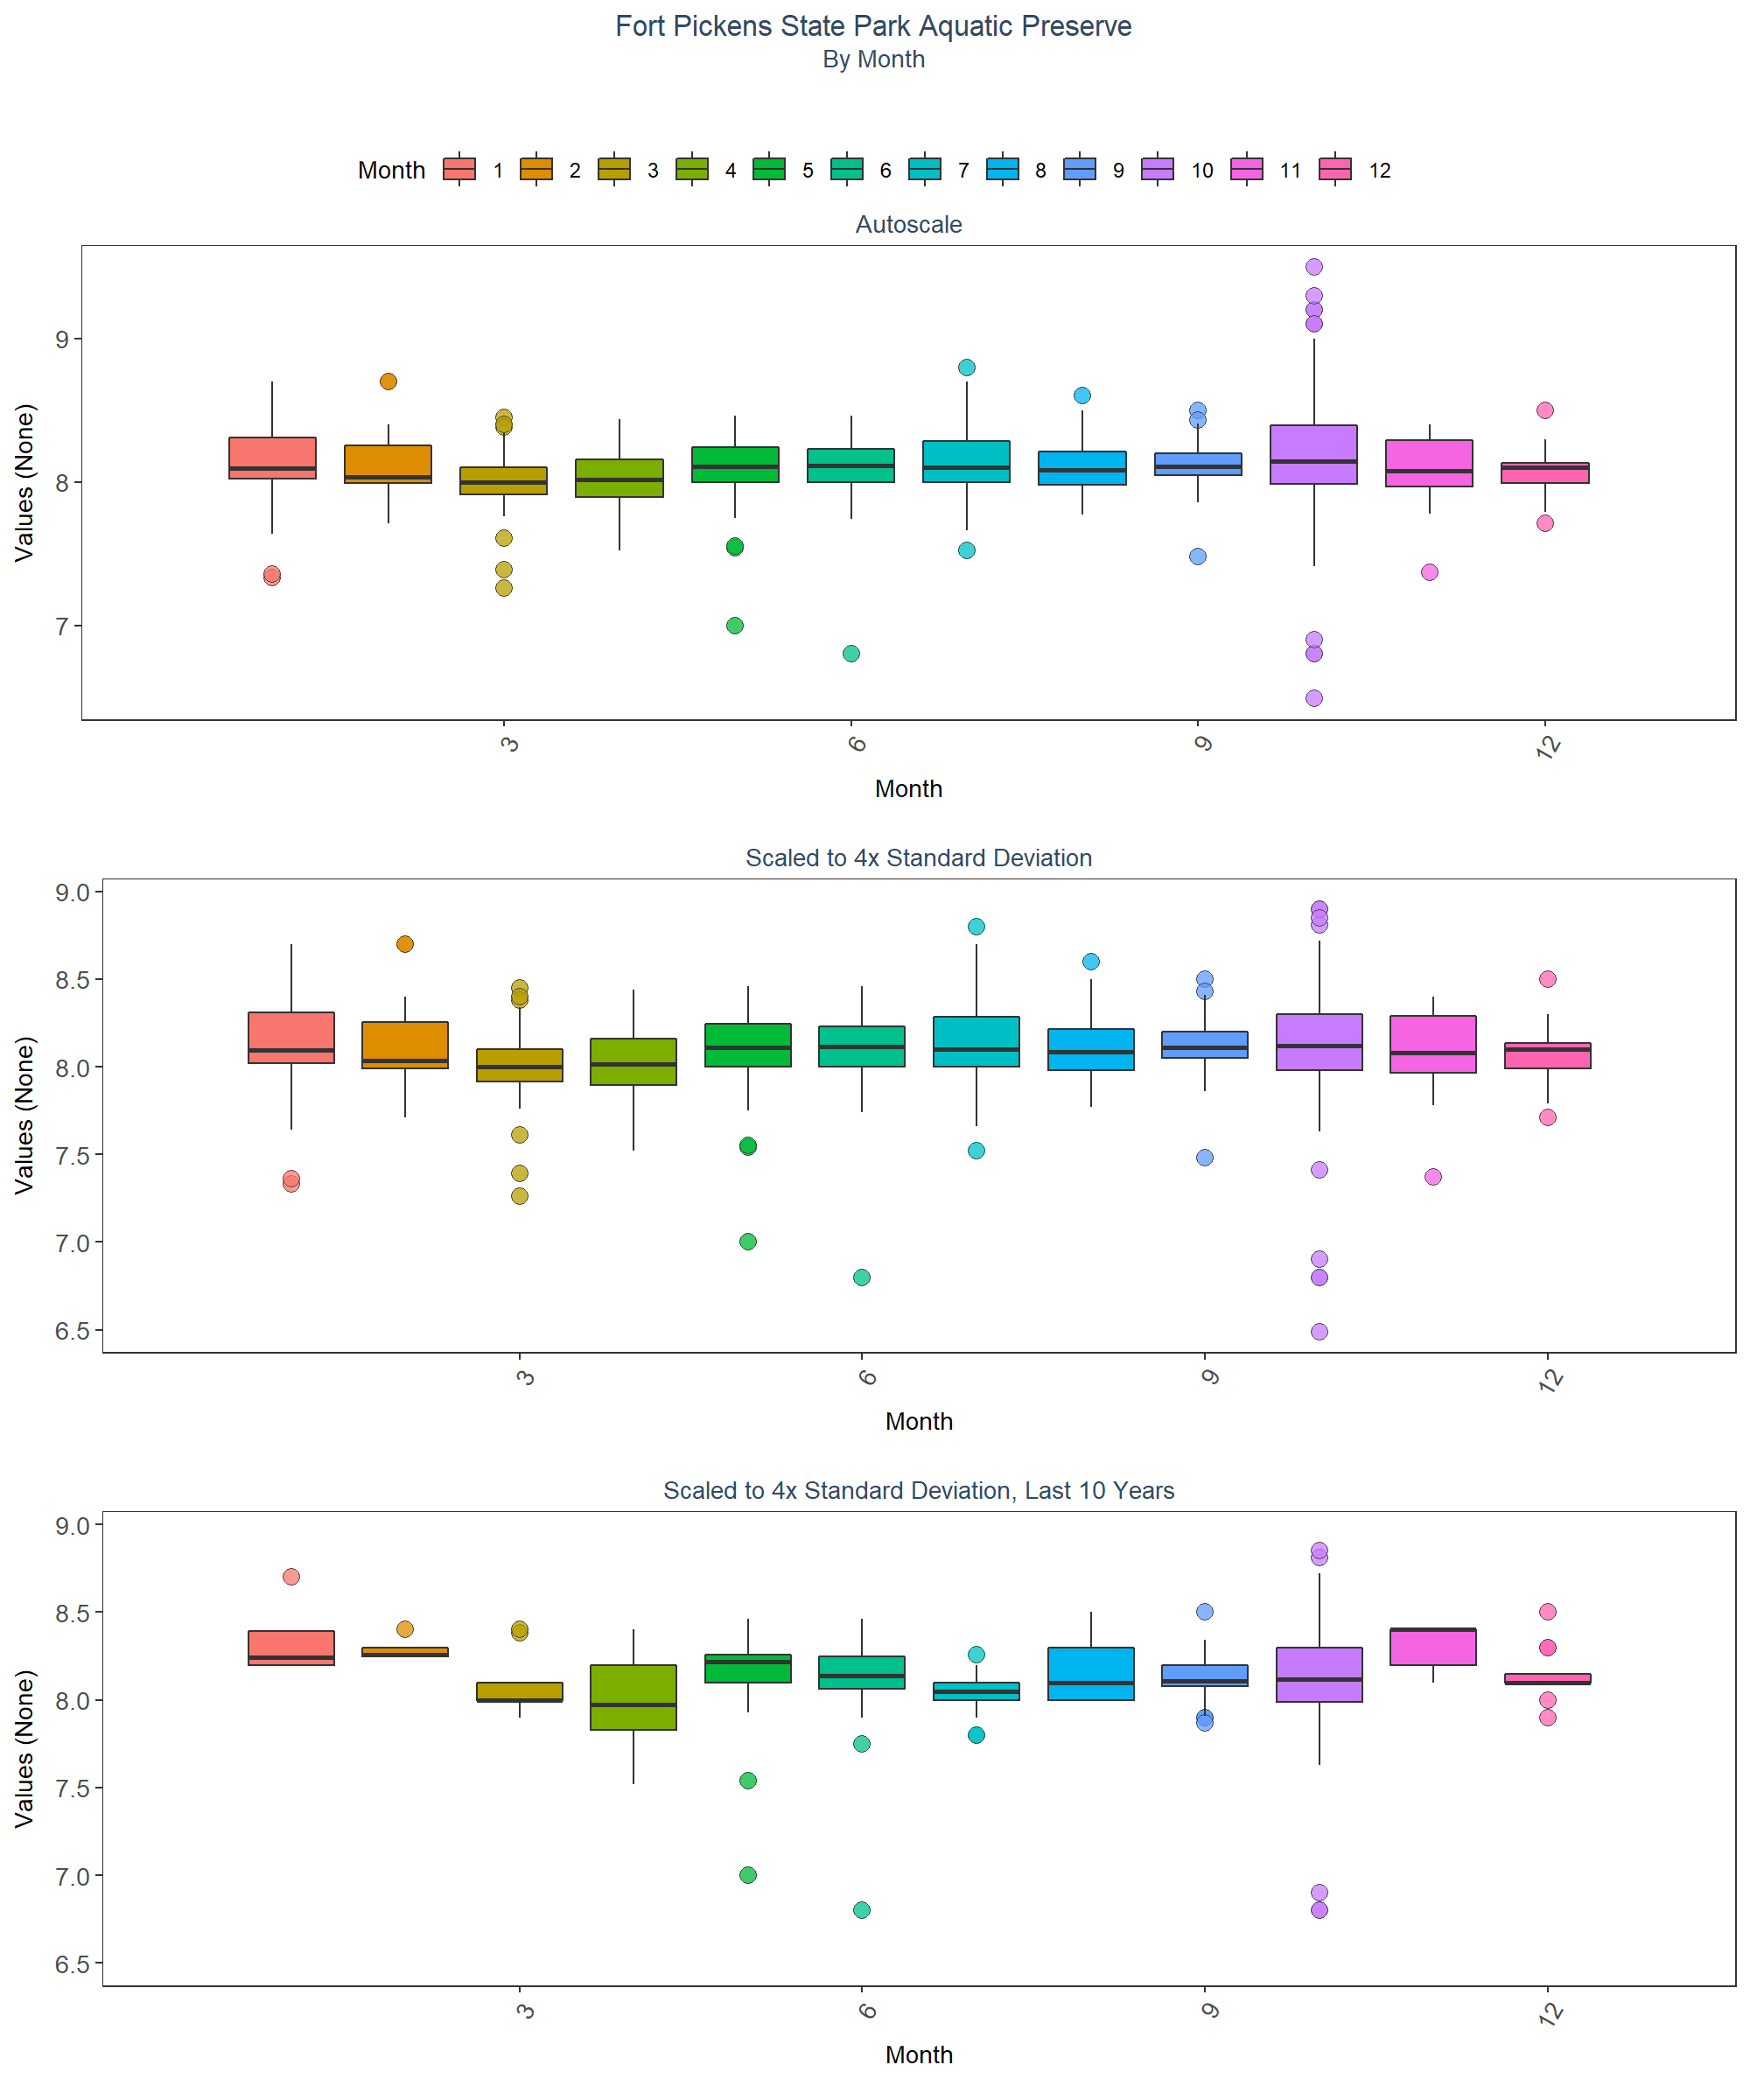 Fort Pickens State Park Aquatic Preserve
By Month
Month 1 2 3 4 5 6 7 8 9 10 11 12
Autoscale
Values (None)
9
8
7
3 6 9 12
Month
Scaled to 4x Standard Deviation
Values (None)
9.0
8.5
8.0
7.5
7.0
6.5
3 6 9 12
Month
Scaled to 4x Standard Deviation, Last 10 Years
Values (None)
9.0
8.5
8.0
7.5
7.0
6.5
3 6 9 12
Month